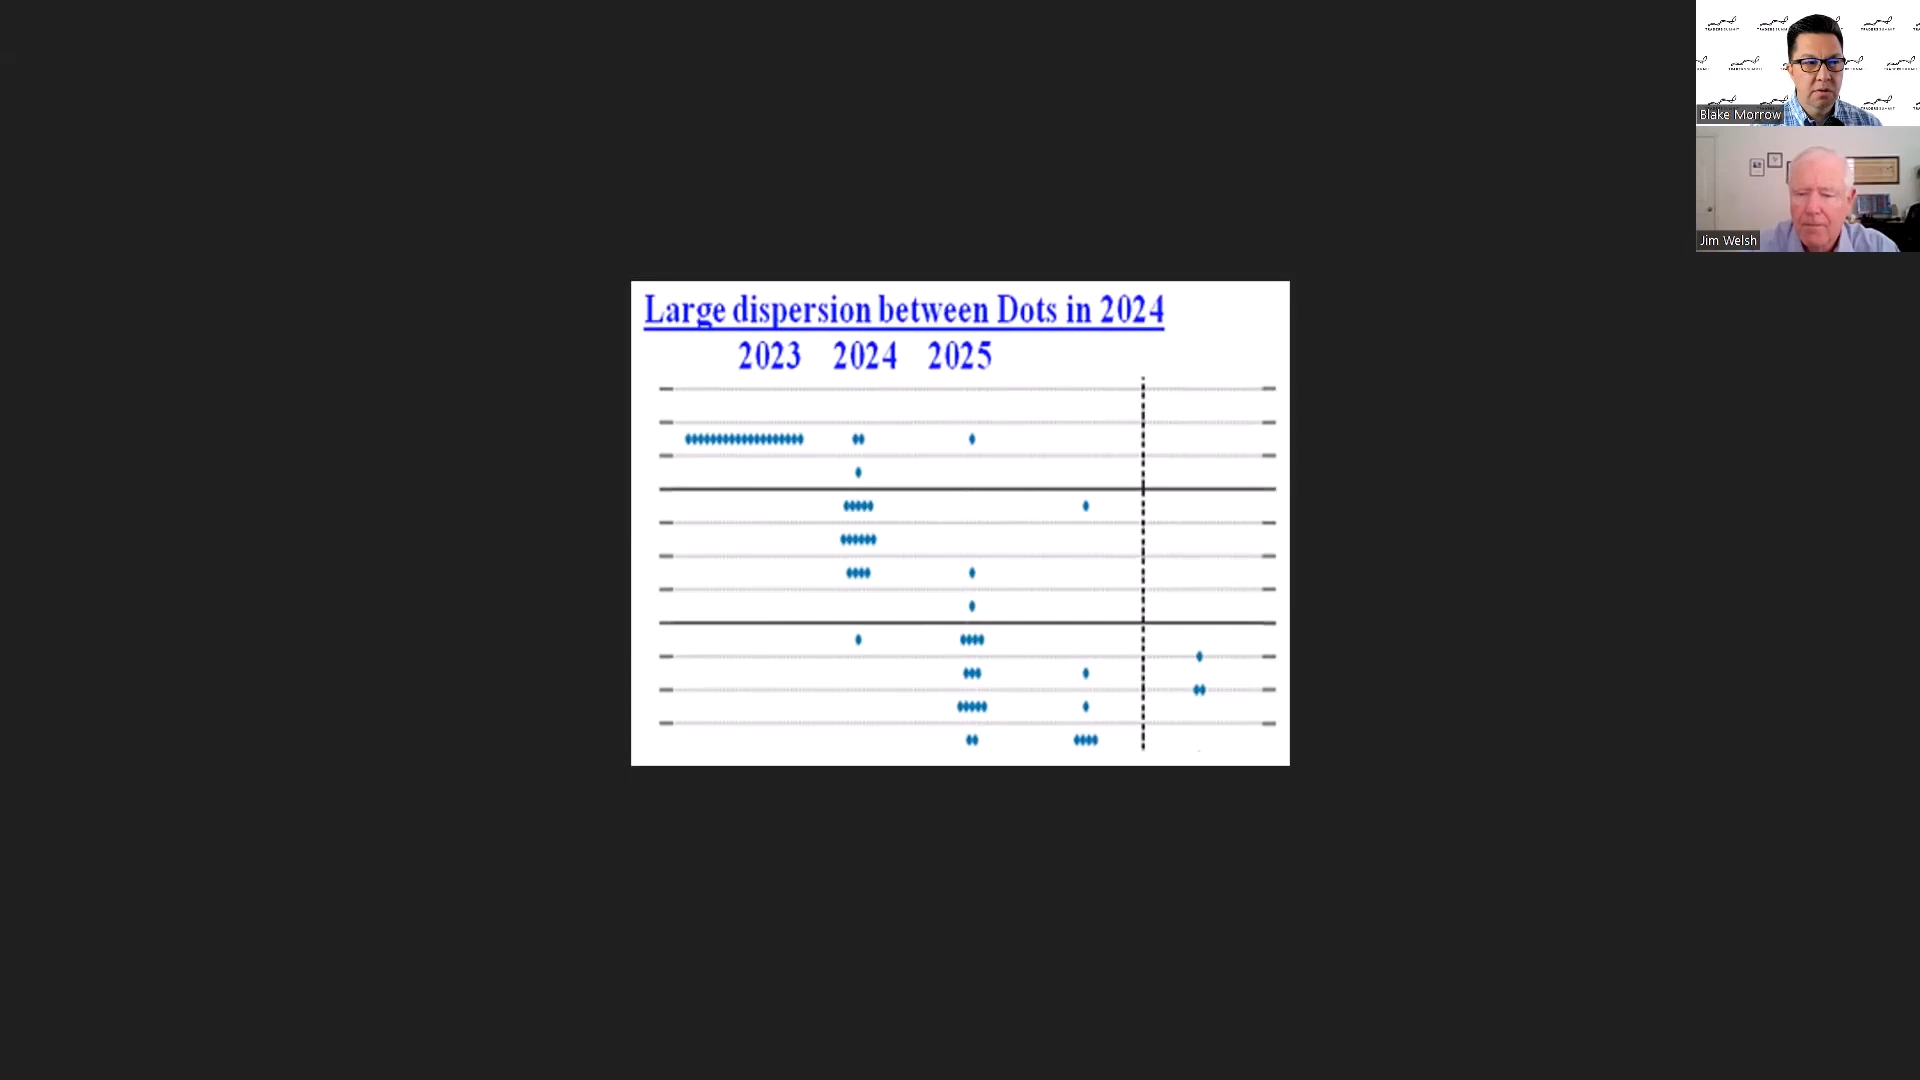 Large dispersion between Dots in 2024
2023 2024 2025
Blake Morrow
Jim Welsh